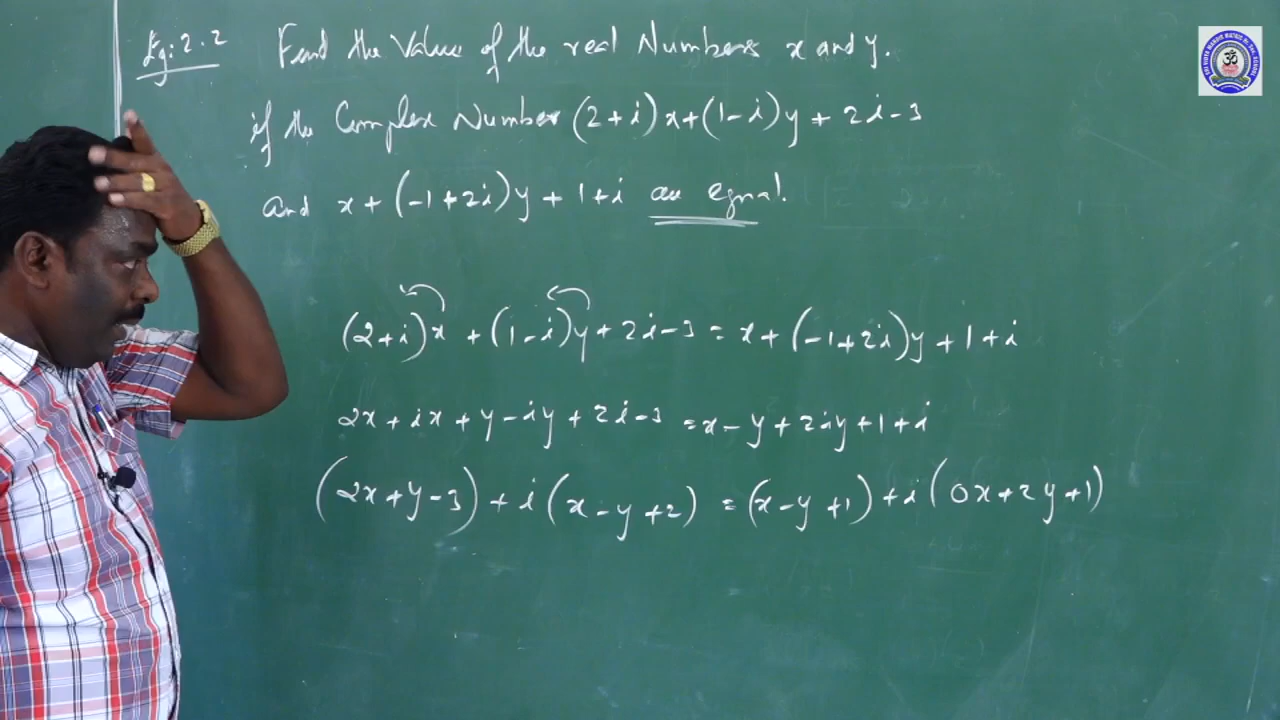 Eg: 2.2 Find the Value of the real Numbers x and y.
if the Complex Number (2+i)x+(1-i)y+2i-3
and x+(-1+2i)y+1+i are equal.
(2+i)x+(1-i)y+2i-3=x+(-1+2i)y+1+i
2x+ix+y-iy+2i-3=x-y+2iy+1+i
(2x+y-3)+i(x-y+2)=(x-y+1)+i(0x+2y+1)